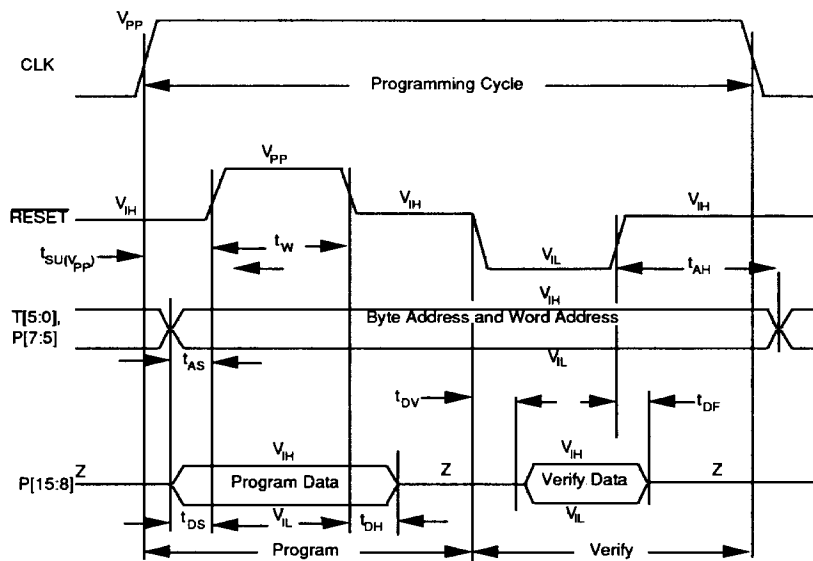 V_PP
CLK
Programming Cycle
V_PP
RESET
V_IH
V_IH
V_IH
t_SU(V_PP)
t_W
V_IL
t_AH
T[5:0],
P[7:5]
V_IH
Byte Address and Word Address
V_IL
t_AS
t_DV
t_DF
P[15:8]
Z
V_IH
Program Data
V_IL
Z
V_IH
Verify Data
V_IL
Z
t_DS
t_DH
Program
Verify